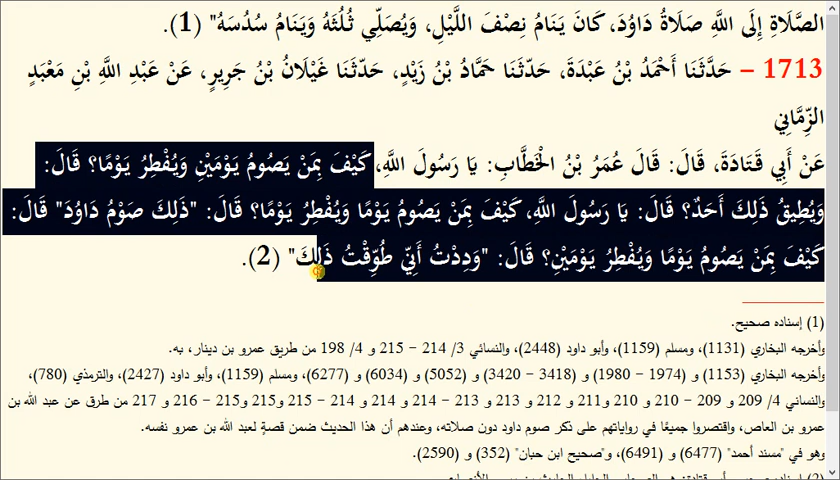 الصَّلَاةِ إِلَى اللَّهِ صَلَاةُ دَاوُدَ، كَانَ يَنَامُ نِصْفَ اللَّيْلِ، وَيُصَلِّي ثُلُثَهُ وَيَنَامُ سُدُسَهُ" (1).
1713 - حَدَّثَنَا أَحْمَدُ بْنُ عَبْدَةَ، حَدَّثَنَا حَمَّادُ بْنُ زَيْدٍ، حَدَّثَنَا غَيْلَانُ بْنُ جَرِيرٍ، عَنْ عَبْدِ اللَّهِ بْنِ مَعْبَدٍ
الزِّمَّانِي
عَنْ أَبِي قَتَادَةَ، قَالَ: قَالَ عُمَرُ بْنُ الْخَطَّابِ: يَا رَسُولَ اللَّهِ، كَيْفَ بِمَنْ يَصُومُ يَوْمَيْنِ وَيُفْطِرُ يَوْمًا؟ قَالَ:
وَيُطِيقُ ذَلِكَ أَحَدٌ؟ قَالَ: يَا رَسُولَ اللَّهِ، كَيْفَ بِمَنْ يَصُومُ يَوْمًا وَيُفْطِرُ يَوْمًا؟ قَالَ: "ذَلِكَ صَوْمُ دَاوُدَ" قَالَ:
كَيْفَ بِمَنْ يَصُومُ يَوْمًا وَيُفْطِرُ يَوْمَيْنِ؟ قَالَ: "وَدِدْتُ أَنِّي طُوِّقْتُ ذَلِكَ" (2).
(1) إسناده صحيح.
وأخرجه البخاري (1131)، ومسلم (1159)، وأبو داود (2448)، والنسائي 3/ 214 - 215 و 4/ 198 من طريق عمرو بن دينار، به.
وأخرجه البخاري (1153) و (1974 - 1980) و (3418 - 3420) و (5052) و (6034) و (6277)، ومسلم (1159)، وأبو داود (2427)، والترمذي (780)،
والنسائي 4/ 209 و 209 - 210 و 210 و211 و 212 و 213 و 213 - 214 و 214 و 214 - 215 و215 و215 - 216 و 217 من طرق عن عبد الله بن
عمرو بن العاص، واقتصروا جميعًا في رواياتهم على ذكر صوم داود دون صلاته، وعندهم أن هذا الحديث ضمن قصةٍ لعبد الله بن عمرو نفسه.
وهو في "مسند أحمد" (6477) و (6491)، و"صحيح ابن حبان" (352) و (2590).